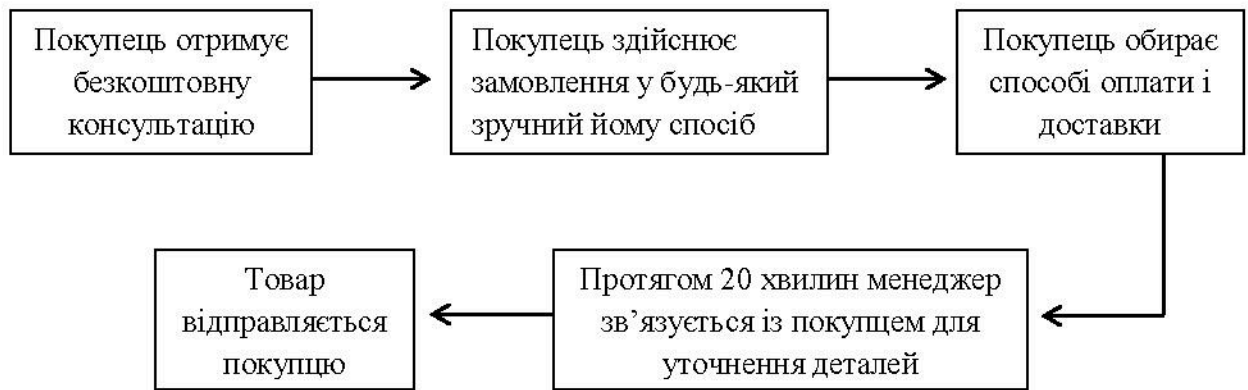 Покупець отримує
безкоштовну
консультацію
Покупець здійснює
замовлення у будь-який
зручний йому спосіб
Покупець обирає
способі оплати і
доставки
Протягом 20 хвилин менеджер
зв’язується із покупцем для
уточнення деталей
Товар
відправляється
покупцю